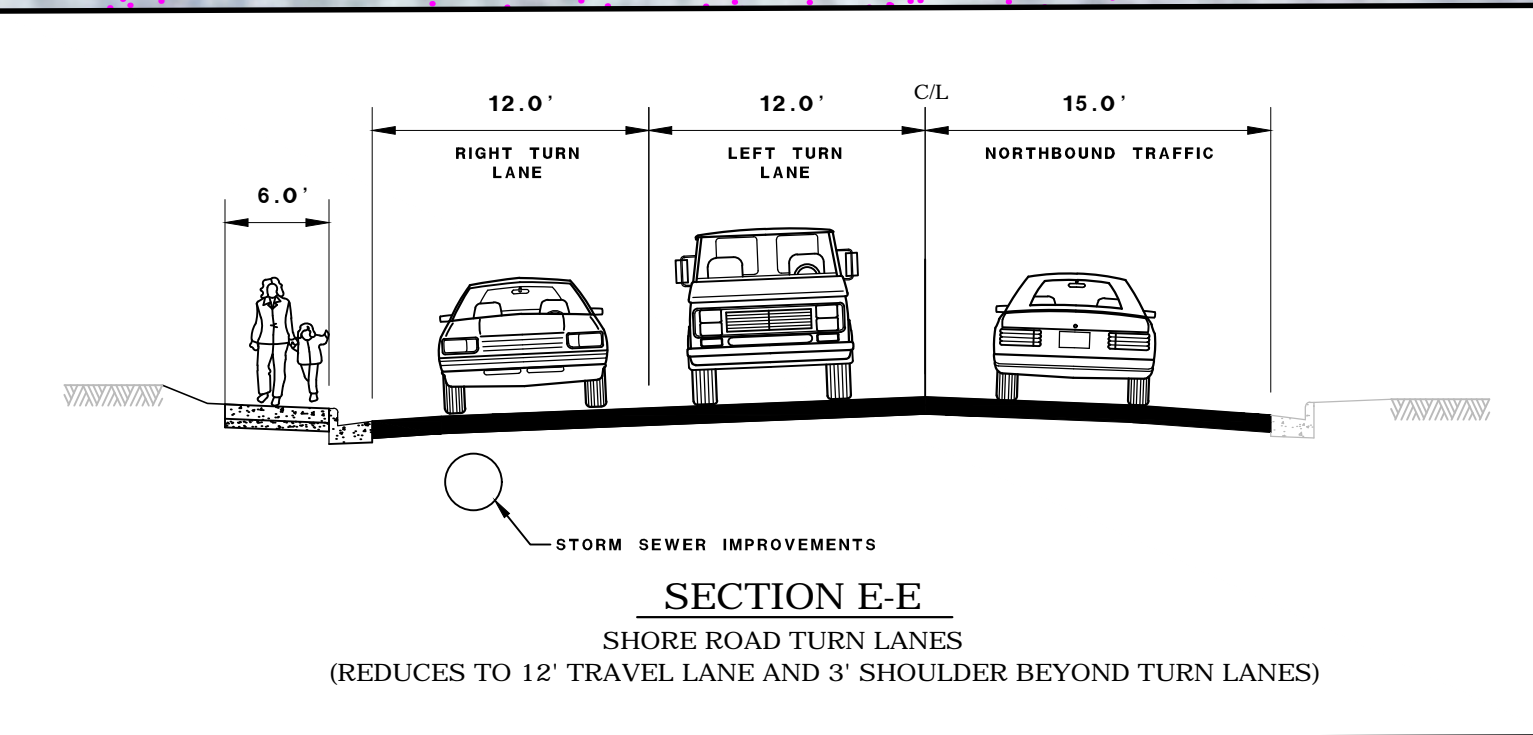 12.0'
12.0'
C/L
15.0'
RIGHT TURN
LANE
LEFT TURN
LANE
NORTHBOUND TRAFFIC
6.0'
STORM SEWER IMPROVEMENTS
SECTION E-E
SHORE ROAD TURN LANES
(REDUCES TO 12' TRAVEL LANE AND 3' SHOULDER BEYOND TURN LANES)